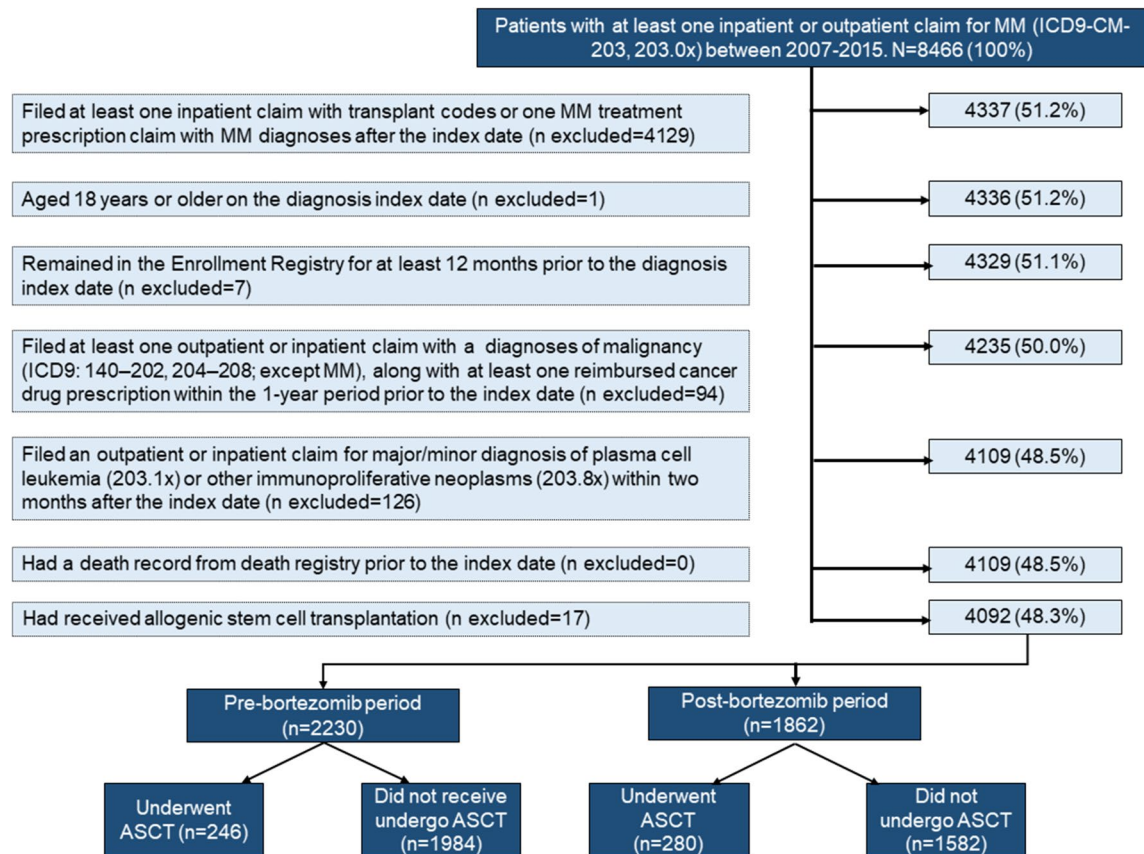 Patients with at least one inpatient or outpatient claim for MM (ICD9-CM-
203, 203.0x) between 2007-2015. N=8466 (100%)
Filed at least one inpatient claim with transplant codes or one MM treatment
prescription claim with MM diagnoses after the index date (n excluded=4129)
4337 (51.2%)
Aged 18 years or older on the diagnosis index date (n excluded=1)
4336 (51.2%)
Remained in the Enrollment Registry for at least 12 months prior to the diagnosis
index date (n excluded=7)
4329 (51.1%)
Filed at least one outpatient or inpatient claim with a diagnoses of malignancy
(ICD9: 140–202, 204–208; except MM), along with at least one reimbursed cancer
drug prescription within the 1-year period prior to the index date (n excluded=94)
4235 (50.0%)
Filed an outpatient or inpatient claim for major/minor diagnosis of plasma cell
leukemia (203.1x) or other immunoproliferative neoplasms (203.8x) within two
months after the index date (n excluded=126)
4109 (48.5%)
Had a death record from death registry prior to the index date (n excluded=0)
4109 (48.5%)
Had received allogenic stem cell transplantation (n excluded=17)
4092 (48.3%)
Pre-bortezomib period
(n=2230)
Post-bortezomib period
(n=1862)
Underwent
ASCT (n=246)
Did not receive
undergo ASCT
(n=1984)
Underwent
ASCT
(n=280)
Did not
undergo ASCT
(n=1582)